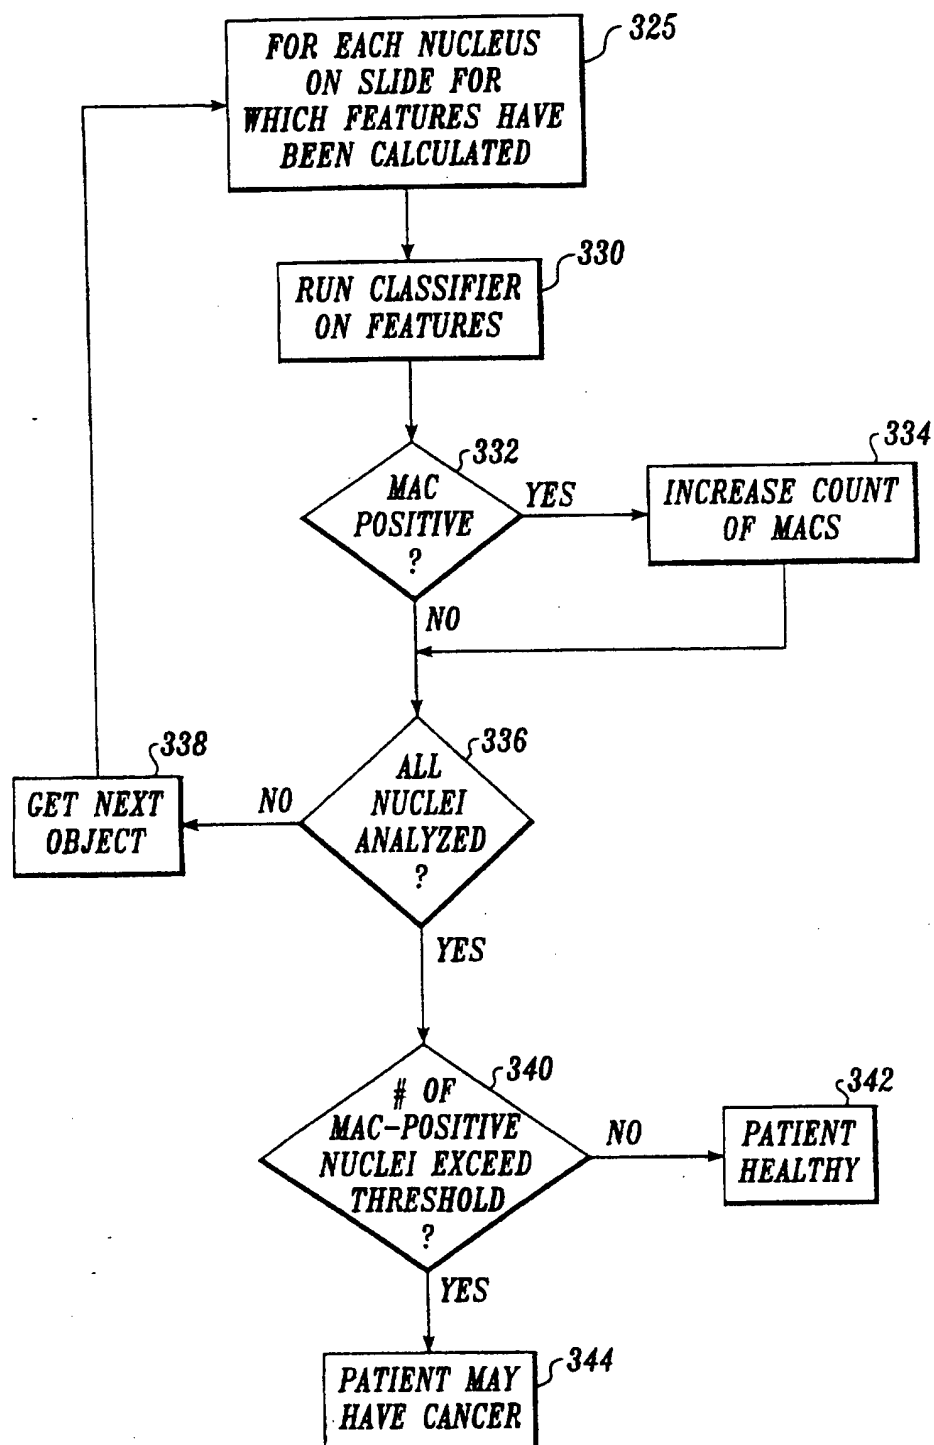 325
FOR EACH NUCLEUS
ON SLIDE FOR
WHICH FEATURES HAVE
BEEN CALCULATED
330
RUN CLASSIFIER
ON FEATURES
332
MAC
POSITIVE
?
YES
334
INCREASE COUNT
OF MACS
NO
336
ALL
NUCLEI
ANALYZED
?
NO
338
GET NEXT
OBJECT
YES
340
# OF
MAC-POSITIVE
NUCLEI EXCEED
THRESHOLD
?
NO
342
PATIENT
HEALTHY
YES
344
PATIENT MAY
HAVE CANCER